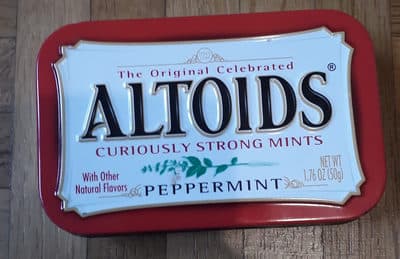 The Original Celebrated
ALTOIDS®
CURIOUSLY STRONG MINTS
With Other
Natural Flavors
PEPPERMINT
NET WT
1.76 OZ (50g)